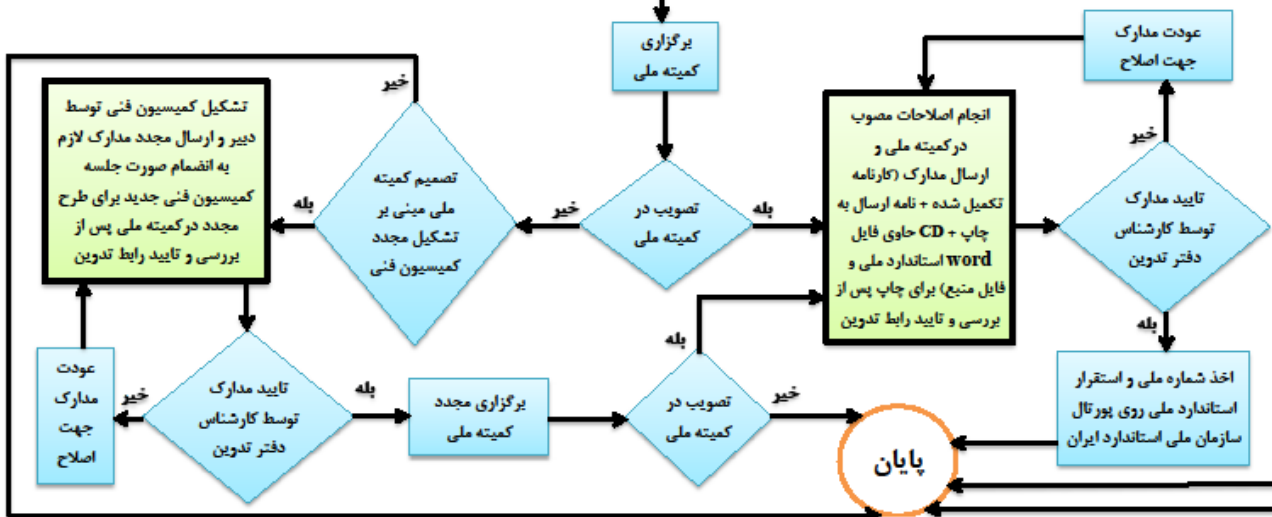 برگزاری
کمیته ملی
عودت مدارک
جهت اصلاح
خیر
خیر
تشکیل کمیسیون فنی توسط
دبیر و ارسال مجدد مدارک لازم
به انضمام صورت جلسه
کمیسیون فنی جدید برای طرح
مجدد درکمیته ملی پس از
بررسی و تایید رابط تدوین
بله
تصمیم کمیته
ملی مبنی بر
تشکیل مجدد
کمیسیون فنی
خیر
تصویب در
کمیته ملی
بله
انجام اصلاحات مصوب
درکمیته ملی و
ارسال مدارک (کارنامه
تکمیل شده + نامه ارسال به
چاپ + CD حاوی فایل
word استاندارد ملی و
فایل منبع) برای چاپ پس از
بررسی و تایید رابط تدوین
تایید مدارک
توسط کارشناس
دفتر تدوین
بله
اخذ شماره ملی و استقرار
استاندارد ملی روی پورتال
سازمان ملی استاندارد ایران
عودت
مدارک
جهت
اصلاح
خیر
تایید مدارک
توسط کارشناس
دفتر تدوین
بله
برگزاری مجدد
کمیته ملی
بله
تصویب در
کمیته ملی
خیر
پایان